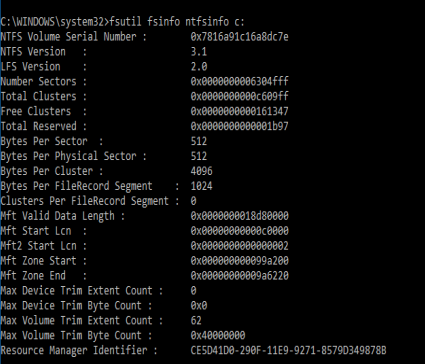 C:\WINDOWS\system32>fsutil fsinfo ntfsinfo c:
NTFS Volume Serial Number : 0x7816a91c16a8dc7e
NTFS Version : 3.1
LFS Version : 2.0
Number Sectors : 0x0000000006304fff
Total Clusters : 0x0000000000c609ff
Free Clusters : 0x0000000000161347
Total Reserved : 0x0000000000001b97
Bytes Per Sector : 512
Bytes Per Physical Sector : 512
Bytes Per Cluster : 4096
Bytes Per FileRecord Segment : 1024
Clusters Per FileRecord Segment : 0
Mft Valid Data Length : 0x0000000018d80000
Mft Start Lcn : 0x00000000000c0000
Mft2 Start Lcn : 0x0000000000000002
Mft Zone Start : 0x000000000099a200
Mft Zone End : 0x00000000009a6220
Max Device Trim Extent Count : 0
Max Device Trim Byte Count : 0x0
Max Volume Trim Extent Count : 62
Max Volume Trim Byte Count : 0x40000000
Resource Manager Identifier : CE5D41D0-290F-11E9-9271-8579D349878B